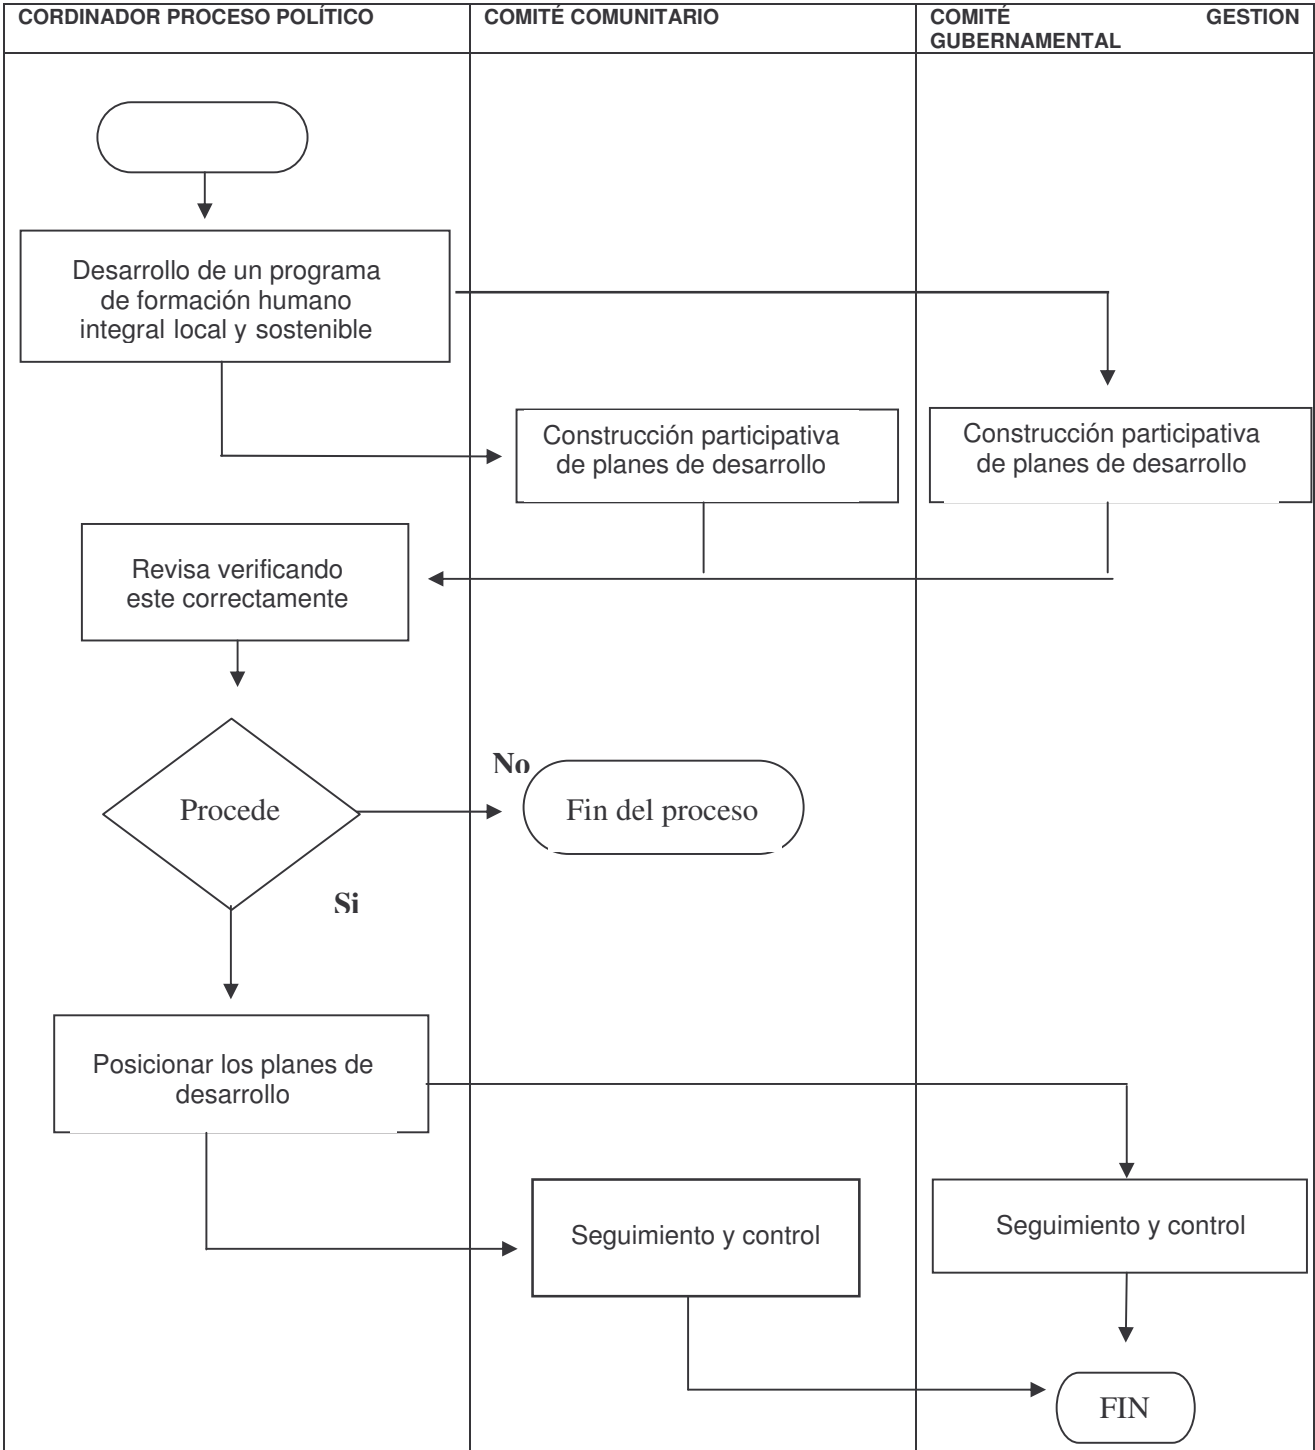 CORDINADOR PROCESO POLÍTICO
COMITÉ COMUNITARIO
COMITÉ GESTION
GUBERNAMENTAL
Desarrollo de un programa
de formación humano
integral local y sostenible
Construcción participativa
de planes de desarrollo
Construcción participativa
de planes de desarrollo
Revisa verificando
este correctamente
No
Procede
Fin del proceso
Si
Posicionar los planes de
desarrollo
Seguimiento y control
Seguimiento y control
FIN